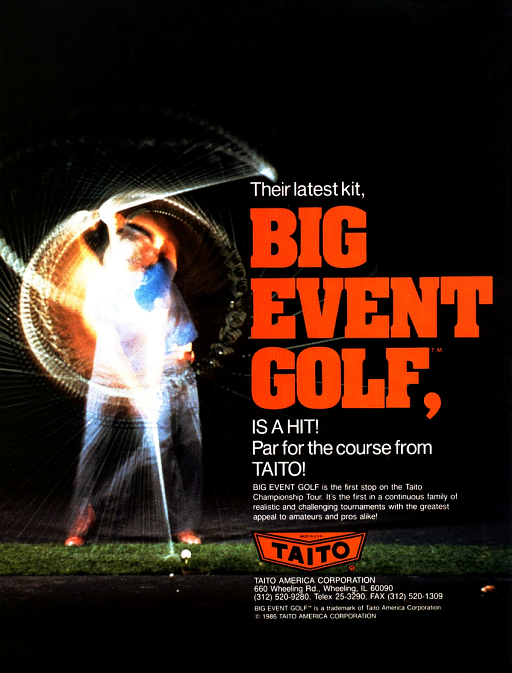 Their latest kit,
BIG
EVENT
GOLF,™
IS A HIT!
Par for the course from
TAITO!
BIG EVENT GOLF is the first stop on the Taito
Championship Tour. It's the first in a continuous family of
realistic and challenging tournaments with the greatest
appeal to amateurs and pros alike!
MADE IN U.S.A.
TAITO®
TAITO AMERICA CORPORATION
660 Wheeling Rd., Wheeling, IL 60090
(312) 520-9280, Telex 25-3290, FAX (312) 520-1309
BIG EVENT GOLF™ is a trademark of Taito America Corporation
© 1986 TAITO AMERICA CORPORATION